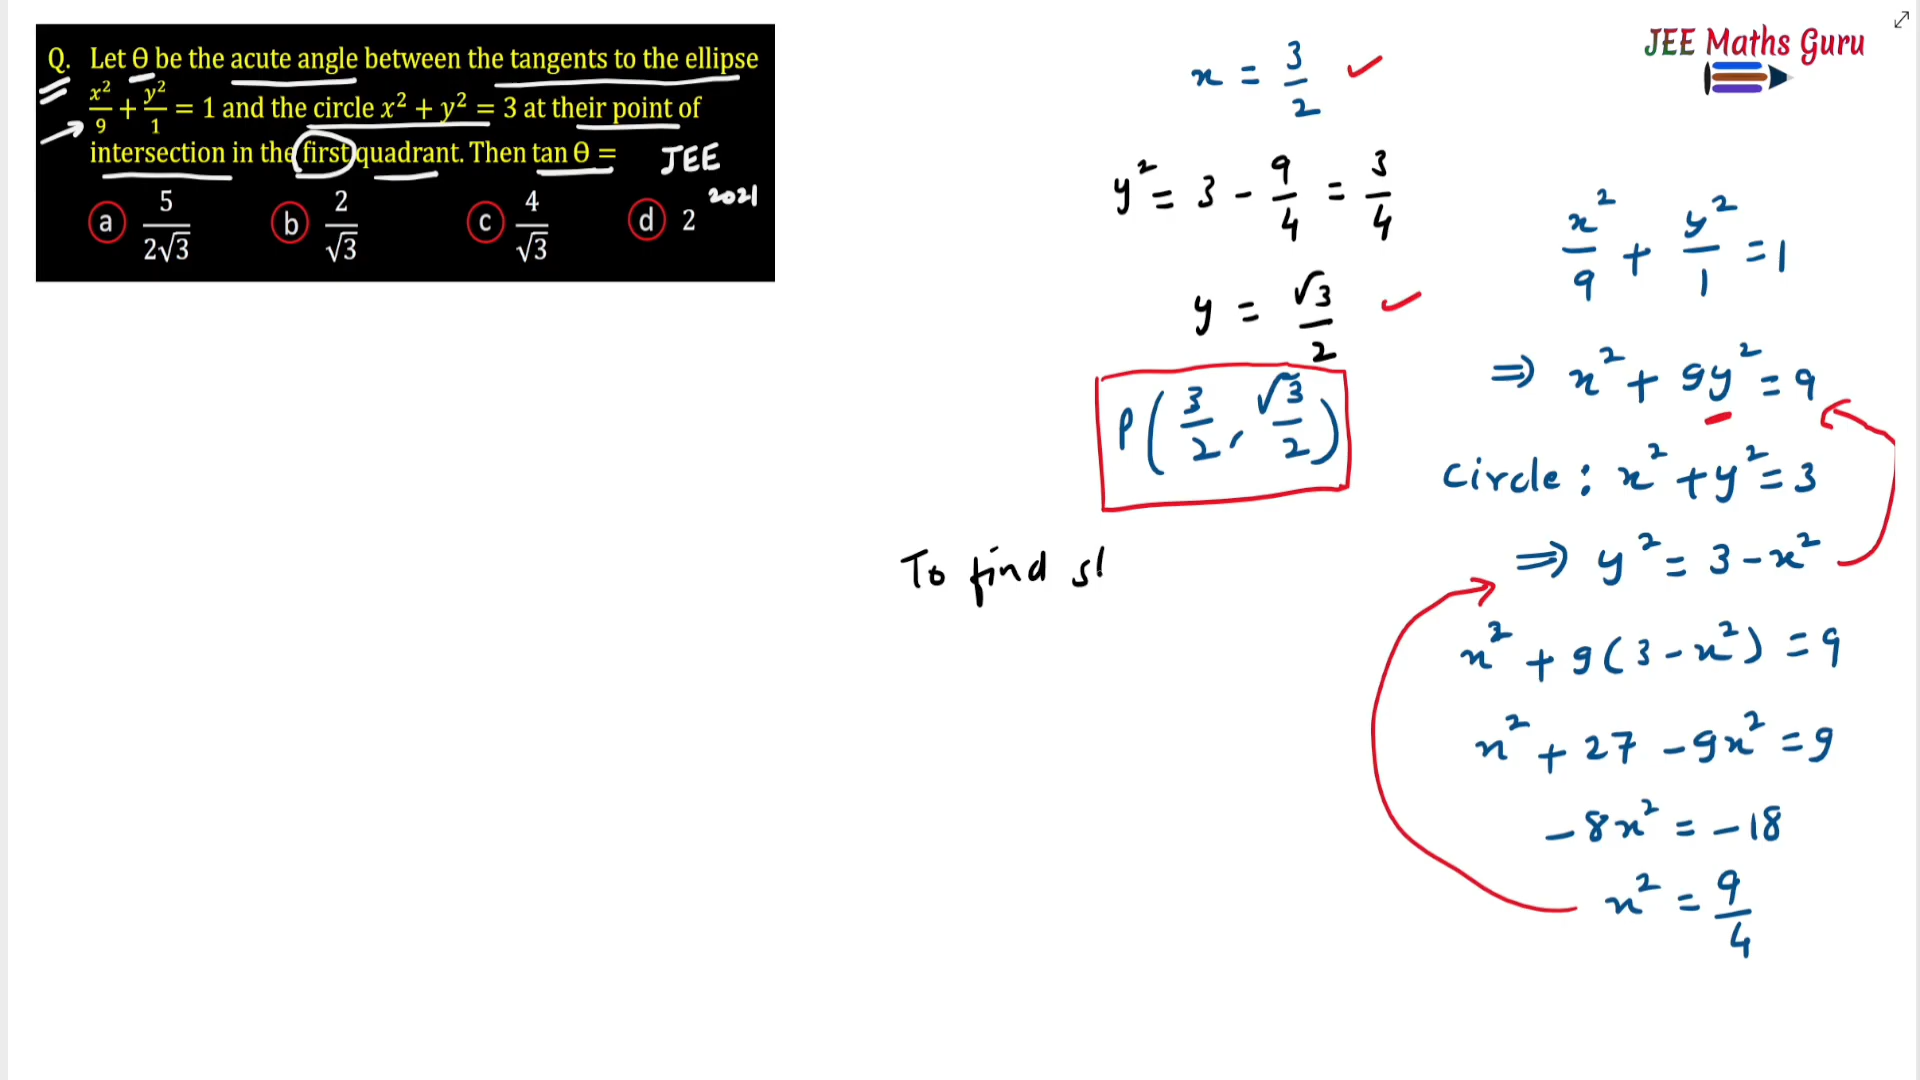 Q. Let θ be the acute angle between the tangents to the ellipse
x²/9 + y²/1 = 1 and the circle x² + y² = 3 at their point of
intersection in the first quadrant. Then tan θ =
JEE
2021
a 5/2√3 b 2/√3 c 4/√3 d 2
x = 3/2
y² = 3 - 9/4 = 3/4
y = √3/2
P(3/2, √3/2)
To find sl
JEE Maths Guru
x²/9 + y²/1 = 1
⇒ x² + 9y² = 9
Circle : x² + y² = 3
⇒ y² = 3 - x²
x² + 9(3 - x²) = 9
x² + 27 - 9x² = 9
- 8x² = - 18
x² = 9/4